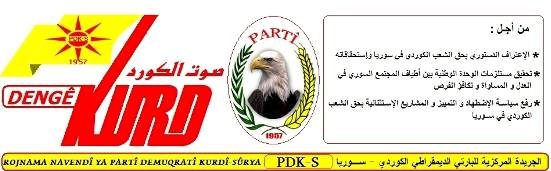 PDK-S
1957
صوت الكورد
DENGÊ
KURD
PARTÎ
1957
من أجـل :
الإعتراف الدستوري بحق الشعب الكوردي في سوريا وإستحقاقاته
تحقيق مستلزمات الوحدة الوطنية بين أطياف المجتمع السوري في
العدل و المساواة و تكافؤ الفرص
رفع سياسة الإضطهاد و التمييز و المشاريع الإستثنائية بحق الشعب
الكوردي في سوريا
ROJNAMA NAVENDÎ YA PARTÎ DEMUQRATÎ KURDÎ-SÛRYA PDK-S الجريدة المركزية للبارتي الديمقراطي الكوردي - سـوريا